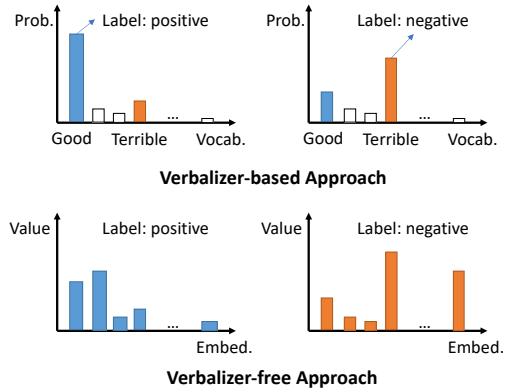 Prob.
Label: positive
Prob.
Label: negative
...
...
Good
Terrible
Vocab.
Good
Terrible
Vocab.
Verbalizer-based Approach
Value
Label: positive
Value
Label: negative
...
...
Embed.
Embed.
Verbalizer-free Approach